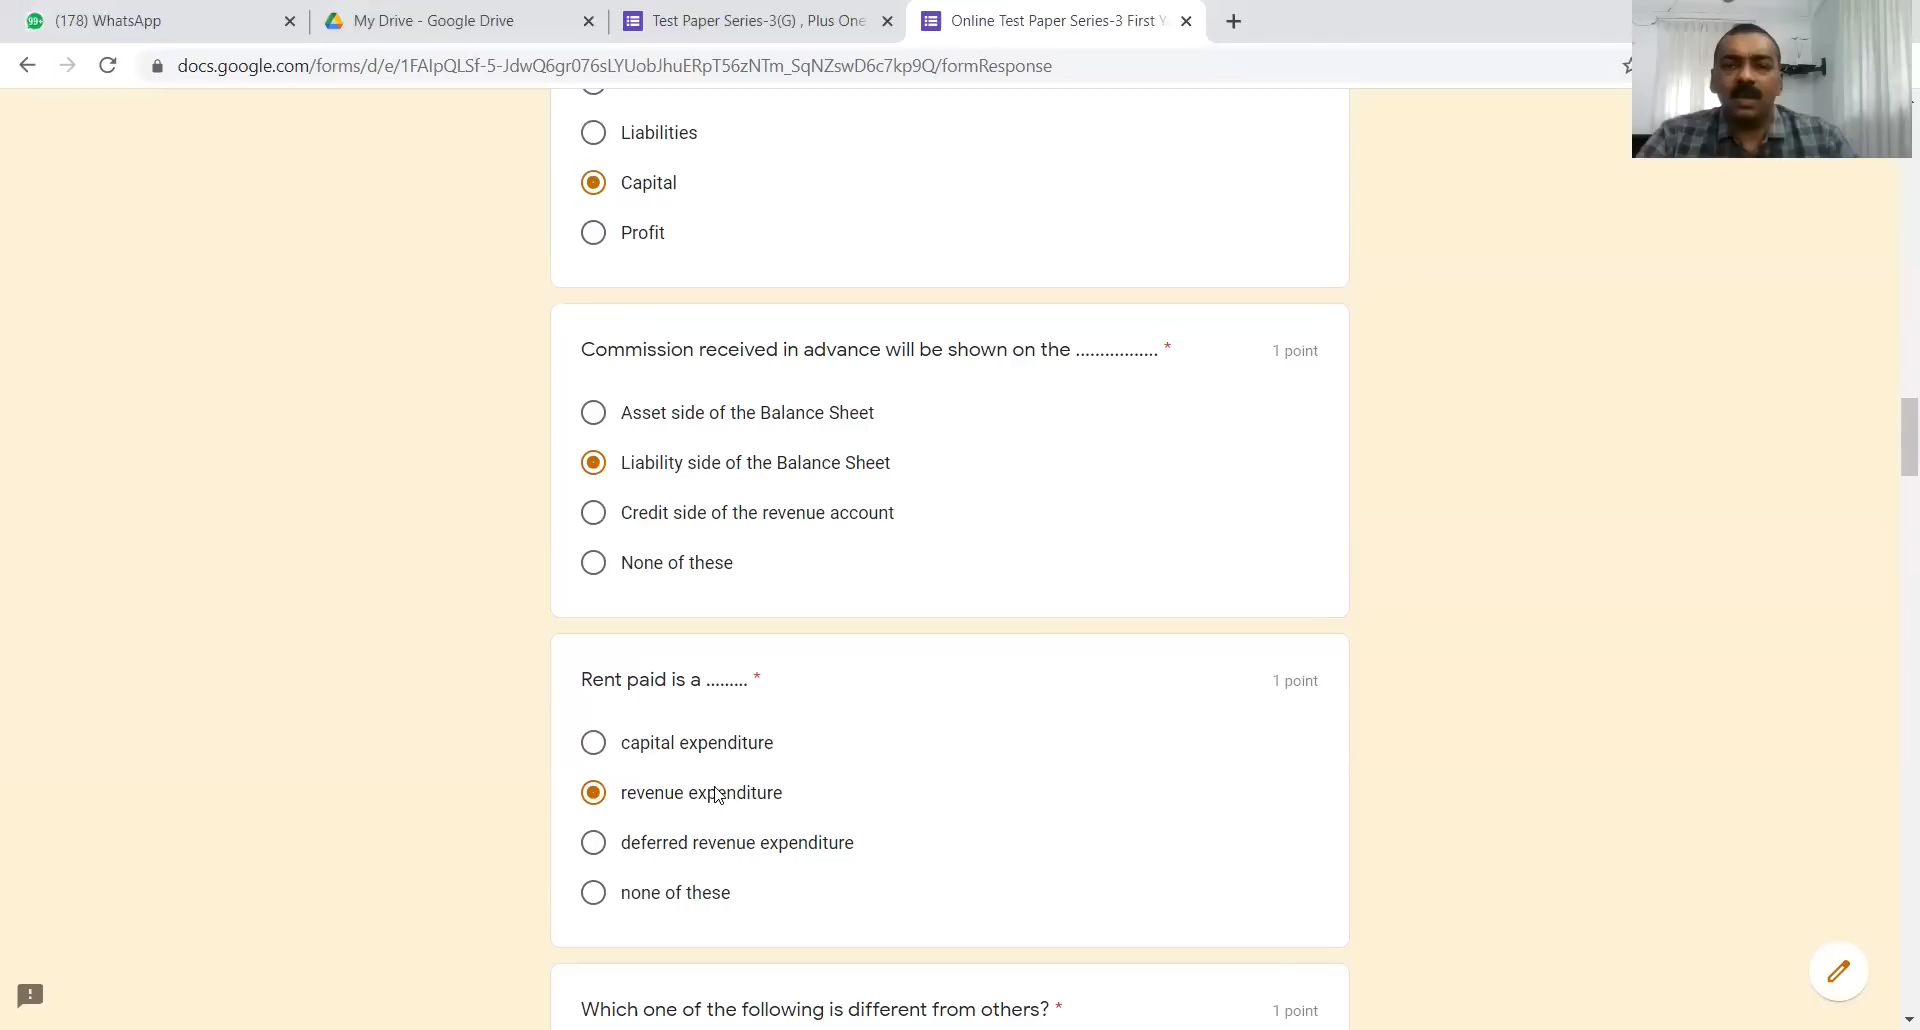 99+ (178) WhatsApp
My Drive - Google Drive
Test Paper Series-3(G) , Plus One
Online Test Paper Series-3 First Y
docs.google.com/forms/d/e/1FAIpQLSf-5-JdwQ6gr076sLYUobJhuERpT56zNTm_SqNZswD6c7kp9Q/formResponse
Liabilities
Capital
Profit
Commission received in advance will be shown on the ................. * 1 point
Asset side of the Balance Sheet
Liability side of the Balance Sheet
Credit side of the revenue account
None of these
Rent paid is a ......... * 1 point
capital expenditure
revenue expenditure
deferred revenue expenditure
none of these
Which one of the following is different from others? * 1 point